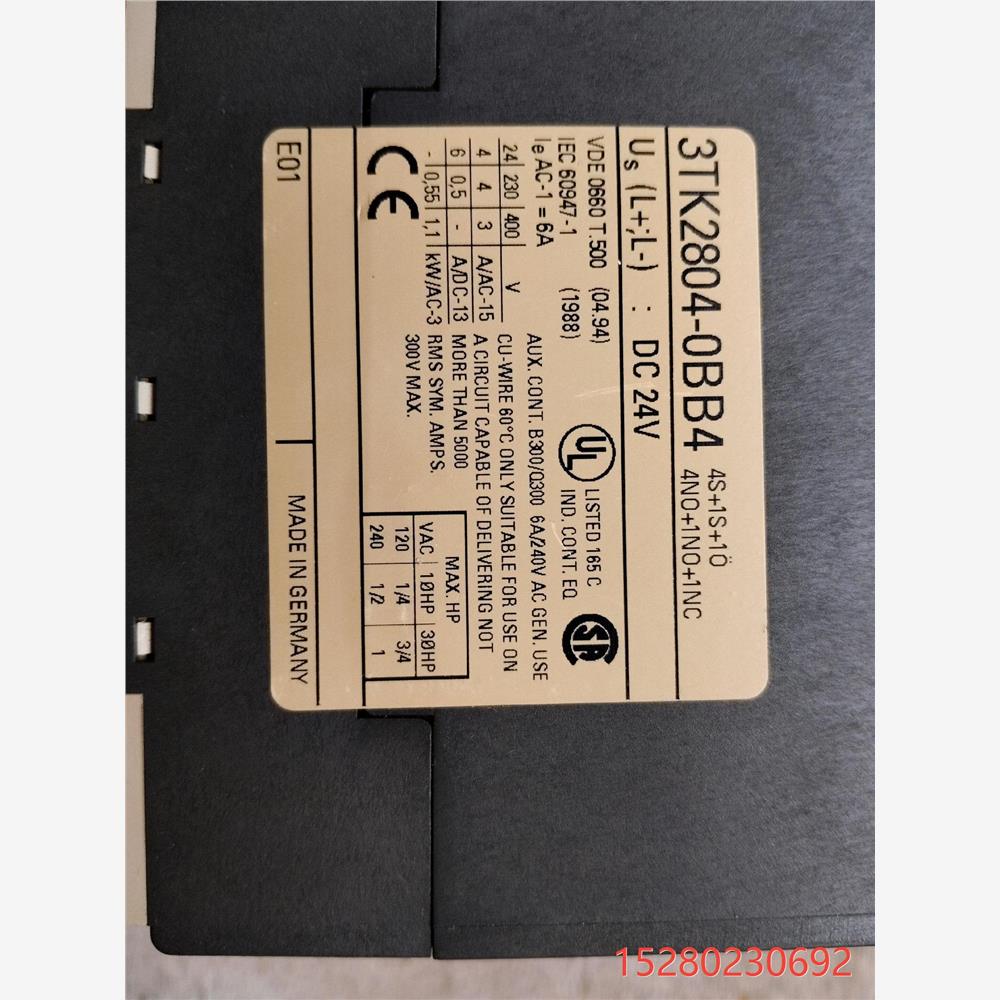 3TK2804-0BB4 4S+1S+1Ö
4NO+1NO+1NC
Us (L+;L-) : DC 24V
VDE 0660 T.500 (04.94)
IEC 60947-1 (1988)
Ie AC-1 = 6A
UL LISTED 165 C
IND. CONT. EQ.
24 230 400 V
4 4 3 A/AC-15
6 0,5 - A/DC-13
- 0,55 1,1 kW/AC-3
CE
AUX. CONT. B300/Q300 6A/240V AC GEN. USE
CU-WIRE 60°C ONLY SUITABLE FOR USE ON
A CIRCUIT CAPABLE OF DELIVERING NOT
MORE THAN 5000
RMS SYM. AMPS.
300V MAX.
MAX. HP
VAC 1ØHP 3ØHP
120 1/4 3/4
240 1/2 1
E01 MADE IN GERMANY
15280230692